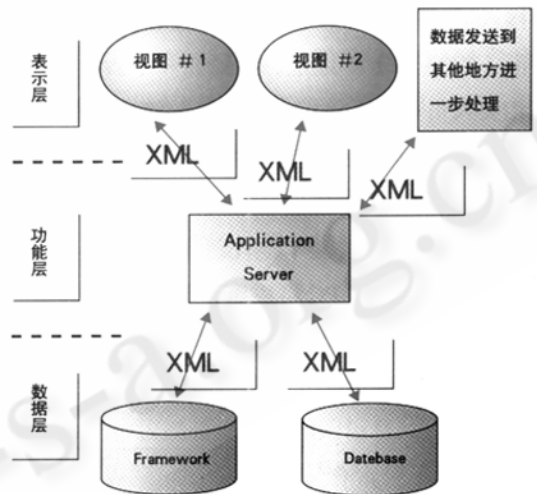 表示层
视图 #1
视图 #2
数据发送到
其他地方进
一步处理
XML
XML
XML
功能层
Application
Server
XML
XML
数据层
Framework
Datebase